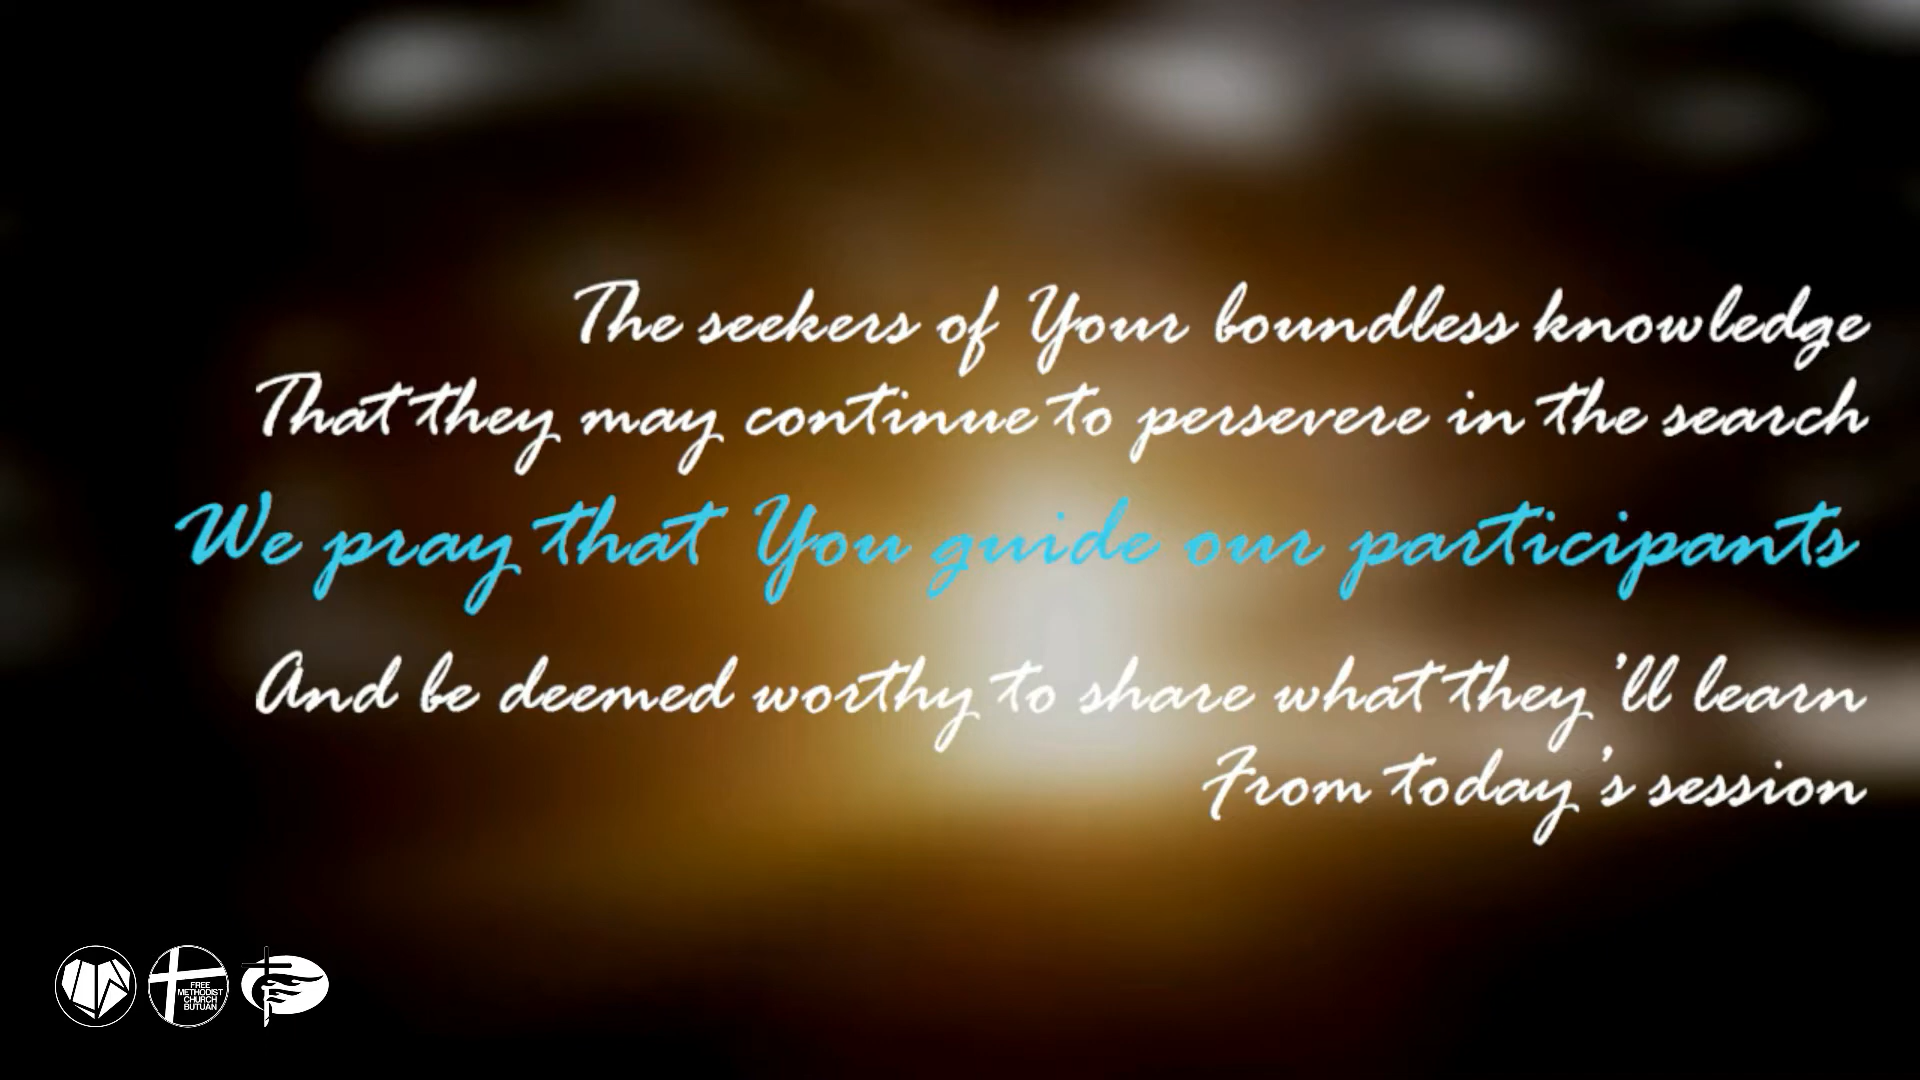 The seekers of Your boundless knowledge
That they may continue to persevere in the search
We pray that You guide our participants
And be deemed worthy to share what they'll learn
From today's session
FREE
METHODIST
CHURCH
BUTUAN